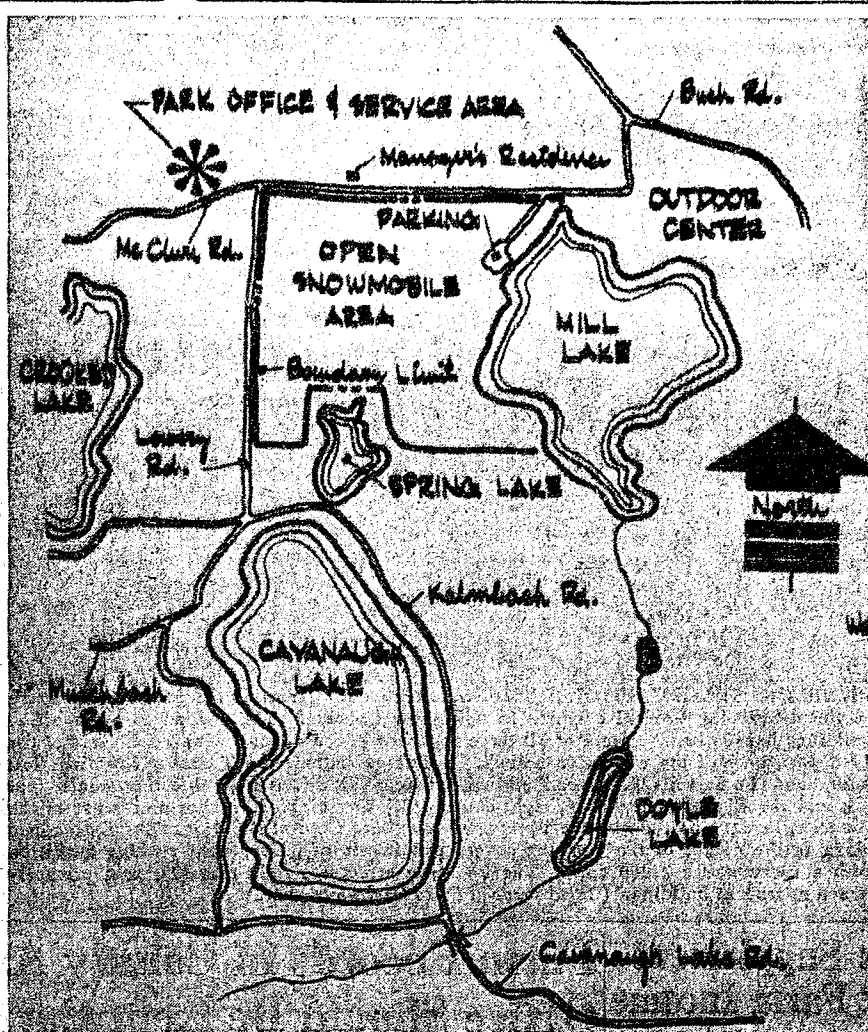 PARK OFFICE & SERVICE AREA
Bush Rd.
Manager's Residence
OUTDOOR
CENTER
PARKING
Mc Clure Rd.
OPEN
SNOWMOBILE
AREA
MILL
LAKE
CROOKED
LAKE
Boundary Limit
Lowery
Rd.
SPRING LAKE
North
Kalmbach Rd.
CAVANAUGH
LAKE
Rd.
DOYLE
LAKE
Cavanaugh Lake Rd.